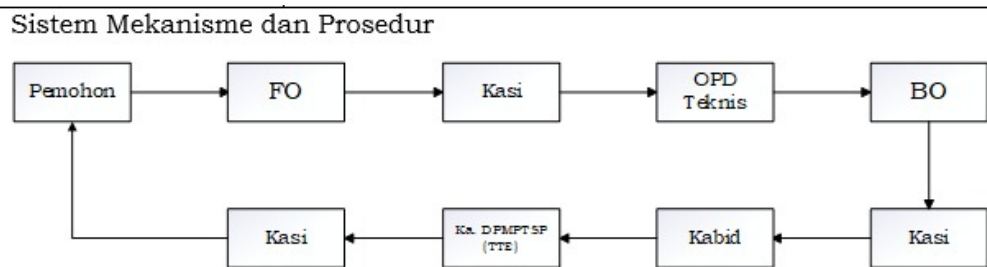 Sistem Mekanisme dan Prosedur
Pemohon
FO
Kasi
OPD
Teknis
BO
Kasi
Ka. DPMPTSP
(TTE)
Kabid
Kasi